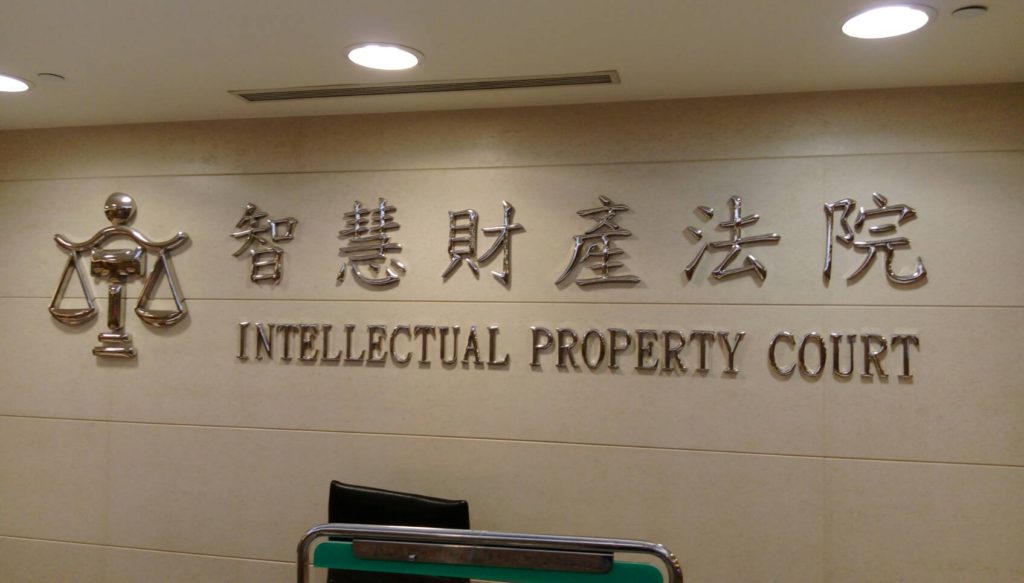 智慧財產法院
INTELLECTUAL PROPERTY COURT